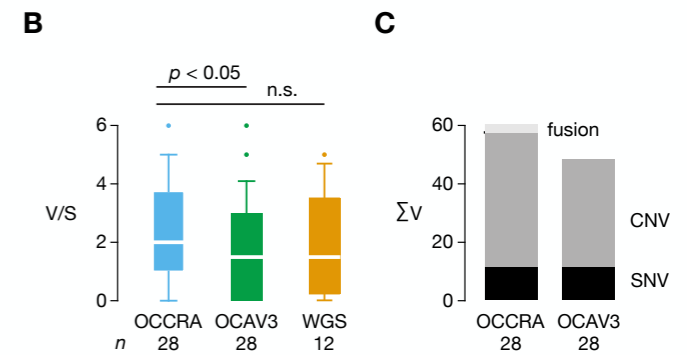 B
p < 0.05
n.s.
6
4
V/S
2
0
OCCRA OCAV3 WGS
n 28 28 12
C
60
fusion
40
∑V
CNV
20
SNV
0
OCCRA OCAV3
28 28